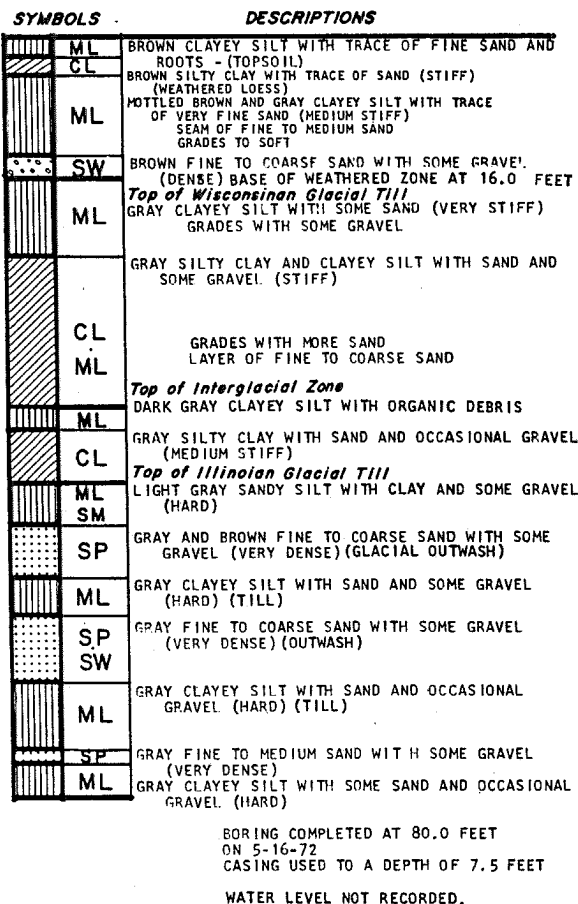 SYMBOLS DESCRIPTIONS
ML BROWN CLAYEY SILT WITH TRACE OF FINE SAND AND
ROOTS - (TOPSOIL)
CL BROWN SILTY CLAY WITH TRACE OF SAND (STIFF)
(WEATHERED LOESS)
ML MOTTLED BROWN AND GRAY CLAYEY SILT WITH TRACE
OF VERY FINE SAND (MEDIUM STIFF)
SEAM OF FINE TO MEDIUM SAND
GRADES TO SOFT
SW BROWN FINE TO COARSE SAND WITH SOME GRAVEL
(DENSE) BASE OF WEATHERED ZONE AT 16.0 FEET
Top of Wisconsinan Glacial Till
ML GRAY CLAYEY SILT WITH SOME SAND (VERY STIFF)
GRADES WITH SOME GRAVEL
GRAY SILTY CLAY AND CLAYEY SILT WITH SAND AND
SOME GRAVEL (STIFF)
CL
GRADES WITH MORE SAND
ML LAYER OF FINE TO COARSE SAND
Top of Interglacial Zone
ML DARK GRAY CLAYEY SILT WITH ORGANIC DEBRIS
GRAY SILTY CLAY WITH SAND AND OCCASIONAL GRAVEL
CL (MEDIUM STIFF)
Top of Illinoian Glacial Till
ML LIGHT GRAY SANDY SILT WITH CLAY AND SOME GRAVEL
SM (HARD)
GRAY AND BROWN FINE TO COARSE SAND WITH SOME
SP GRAVEL (VERY DENSE) (GLACIAL OUTWASH)
GRAY CLAYEY SILT WITH SAND AND SOME GRAVEL
ML (HARD) (TILL)
GRAY FINE TO COARSE SAND WITH SOME GRAVEL
SP (VERY DENSE) (OUTWASH)
SW
GRAY CLAYEY SILT WITH SAND AND OCCASIONAL
ML GRAVEL (HARD) (TILL)
SP GRAY FINE TO MEDIUM SAND WIT H SOME GRAVEL
(VERY DENSE)
ML GRAY CLAYEY SILT WITH SOME SAND AND OCCASIONAL
GRAVEL (HARD)
BORING COMPLETED AT 80.0 FEET
ON 5-16-72
CASING USED TO A DEPTH OF 7.5 FEET
WATER LEVEL NOT RECORDED.